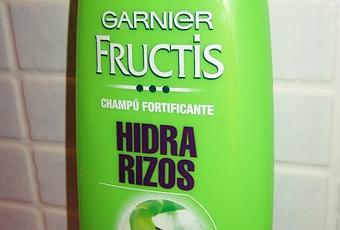 GARNIER
FRUCTIS
CHAMPÚ FORTIFICANTE
HIDRA
RIZOS